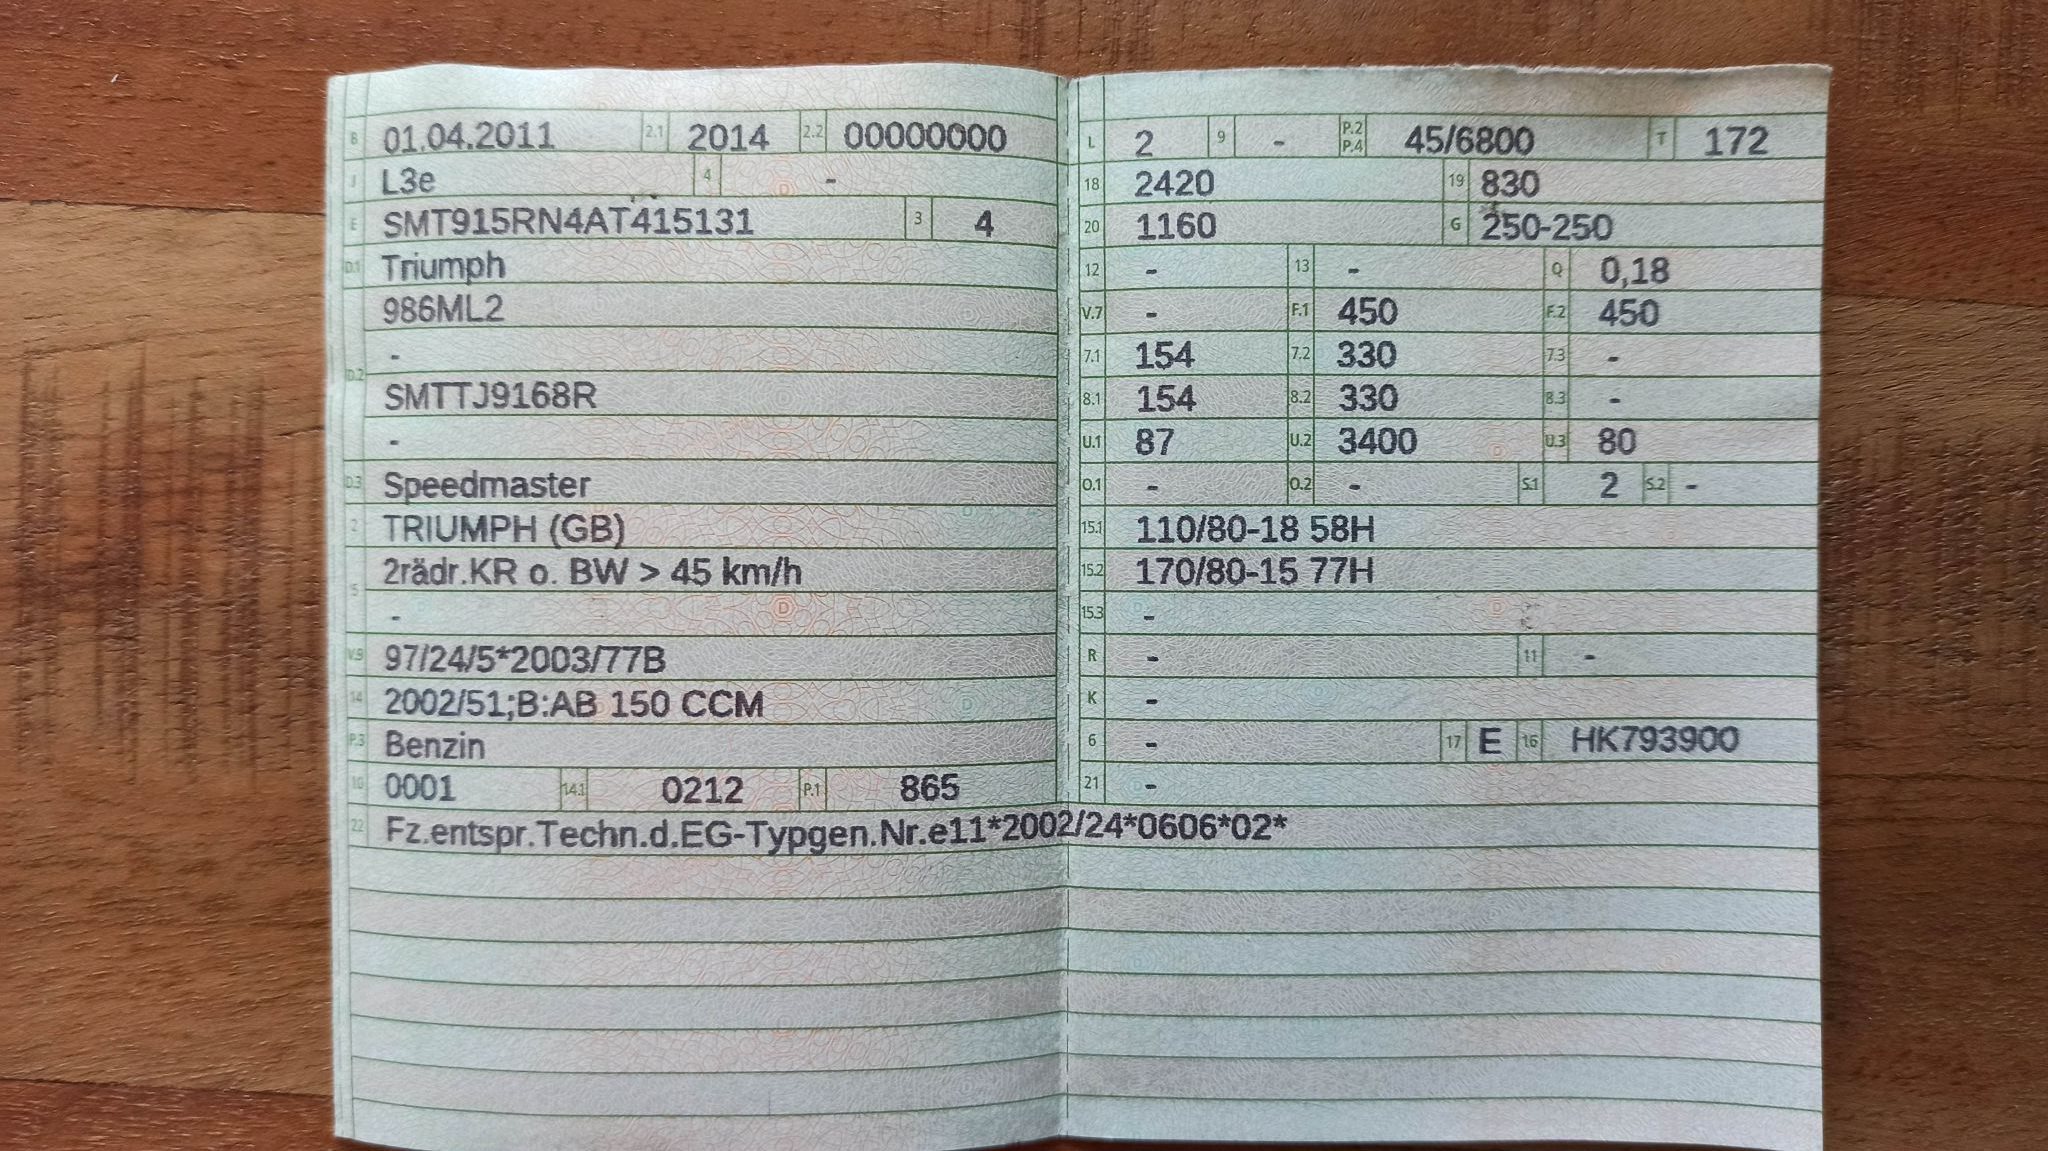 B 01.04.2011 2.1 2014 2.2 00000000
J L3e 4 -
E SMT915RN4AT415131 3 4
D.1 Triumph
D.2 986ML2
-
SMTTJ9168R
-
D.3 Speedmaster
2 TRIUMPH (GB)
5 2rädr.KR o. BW > 45 km/h
-
V.9 97/24/5*2003/77B
14 2002/51;B:AB 150 CCM
P.3 Benzin
10 0001 14.1 0212 P.1 865
22 Fz.entspr.Techn.d.EG-Typgen.Nr.e11*2002/24*0606*02*
L 2 9 - P.2 P.4 45/6800 T 172
18 2420 19 830
20 1160 G 250-250
12 - 13 - Q 0,18
V.7 - F.1 450 F.2 450
7.1 154 7.2 330 7.3 -
8.1 154 8.2 330 8.3 -
U.1 87 U.2 3400 U.3 80
O.1 - O.2 - S.1 2 S.2 -
15.1 110/80-18 58H
15.2 170/80-15 77H
15.3 -
R - 11 -
K -
6 - 17 E 16 HK793900
21 -